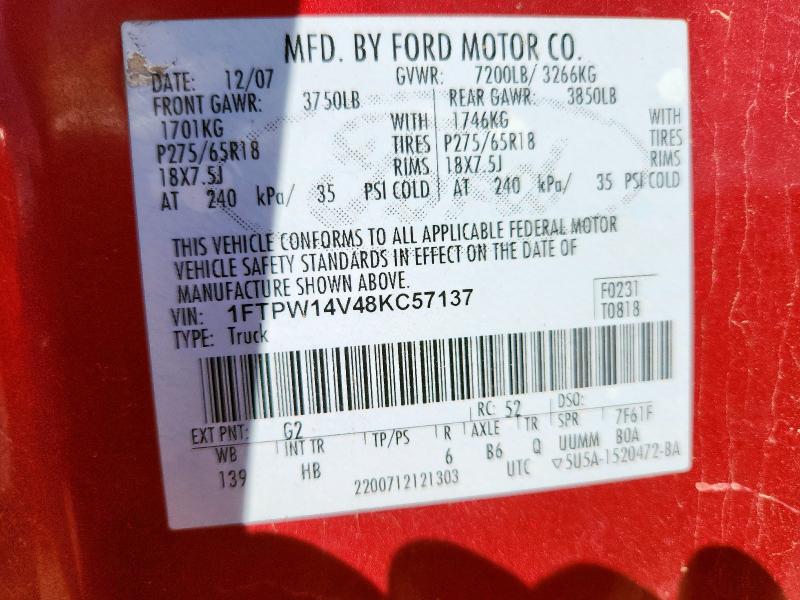 MFD. BY FORD MOTOR CO.
DATE: 12/07 GVWR: 7200LB/ 3266KG
FRONT GAWR: 3750LB REAR GAWR: 3850LB
1701KG WITH 1746KG WITH
P275/65R18 TIRES P275/65R18 TIRES
18X7.5J RIMS 18X7.5J RIMS
AT 240 kPa/ 35 PSI COLD AT 240 kPa/ 35 PSI COLD
THIS VEHICLE CONFORMS TO ALL APPLICABLE FEDERAL MOTOR
VEHICLE SAFETY STANDARDS IN EFFECT ON THE DATE OF
MANUFACTURE SHOWN ABOVE.
VIN: 1FTPW14V48KC57137 F0231
TYPE: Truck T0818
EXT PNT: G2 RC: 52 DSO:
WB INT TR TP/PS R AXLE TR SPR 7F61F
139 HB 6 B6 Q UUMM BOA
2200712121303 UTC ▽5U5A-1520472-BA